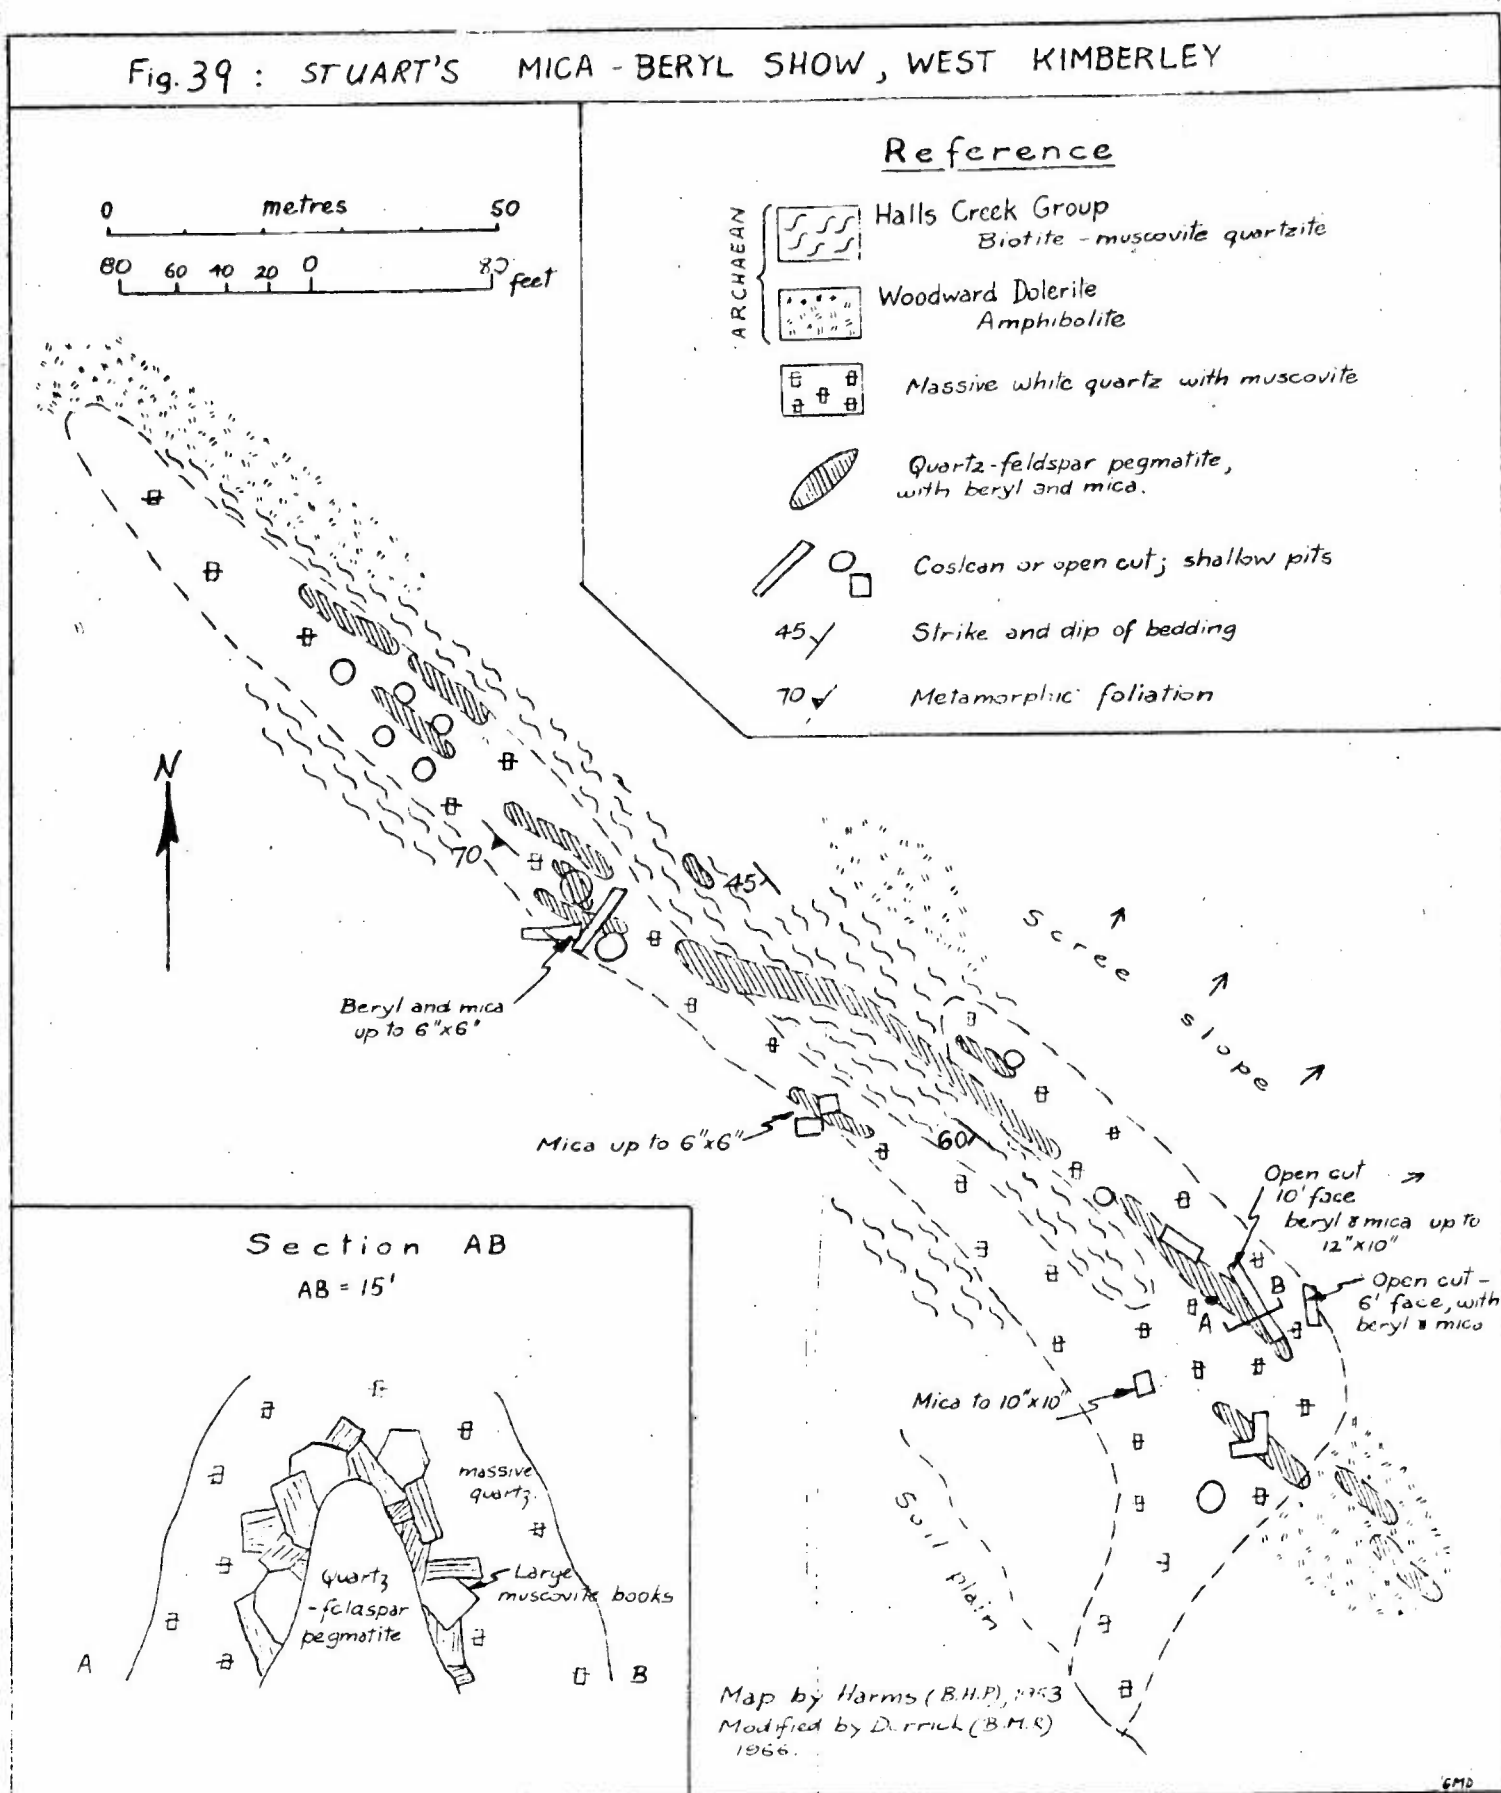 Fig. 39 : STUART'S MICA - BERYL SHOW, WEST KIMBERLEY
0 metres 50
80 60 40 20 0 80 feet
Reference
ARCHAEAN
Halls Creek Group
Biotite - muscovite quartzite
Woodward Dolerite
Amphibolite
Massive white quartz with muscovite
Quartz-feldspar pegmatite,
with beryl and mica.
Costean or open cut; shallow pits
45 Strike and dip of bedding
70 Metamorphic foliation
N
70
45
Scree slope
Beryl and mica
up to 6"x6"
Mica up to 6"x6"
60
Open cut
10' face
beryl & mica up to
12"x10"
Open cut -
6' face, with
beryl & mica
A
B
Mica to 10"x10"
Soil plain
Section AB
AB = 15'
massive
quartz.
Quartz
-felaspar
pegmatite
Large
muscovite books
A
B
Map by Harms (B.H.P),
Modified by Derrick (B.M.R)
1966.
GMD